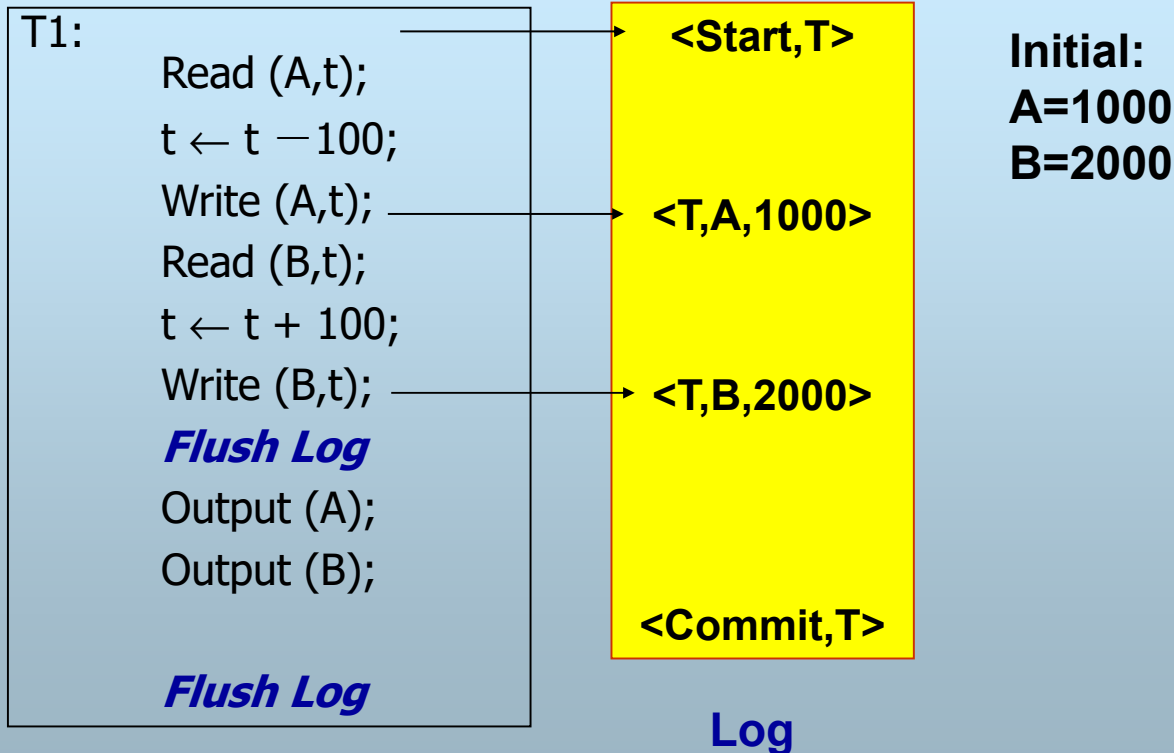 T1:
Read (A,t);
t ← t －100;
Write (A,t);
Read (B,t);
t ← t + 100;
Write (B,t);
Flush Log
Output (A);
Output (B);
Flush Log
<Start,T>
<T,A,1000>
<T,B,2000>
<Commit,T>
Log
Initial:
A=1000
B=2000